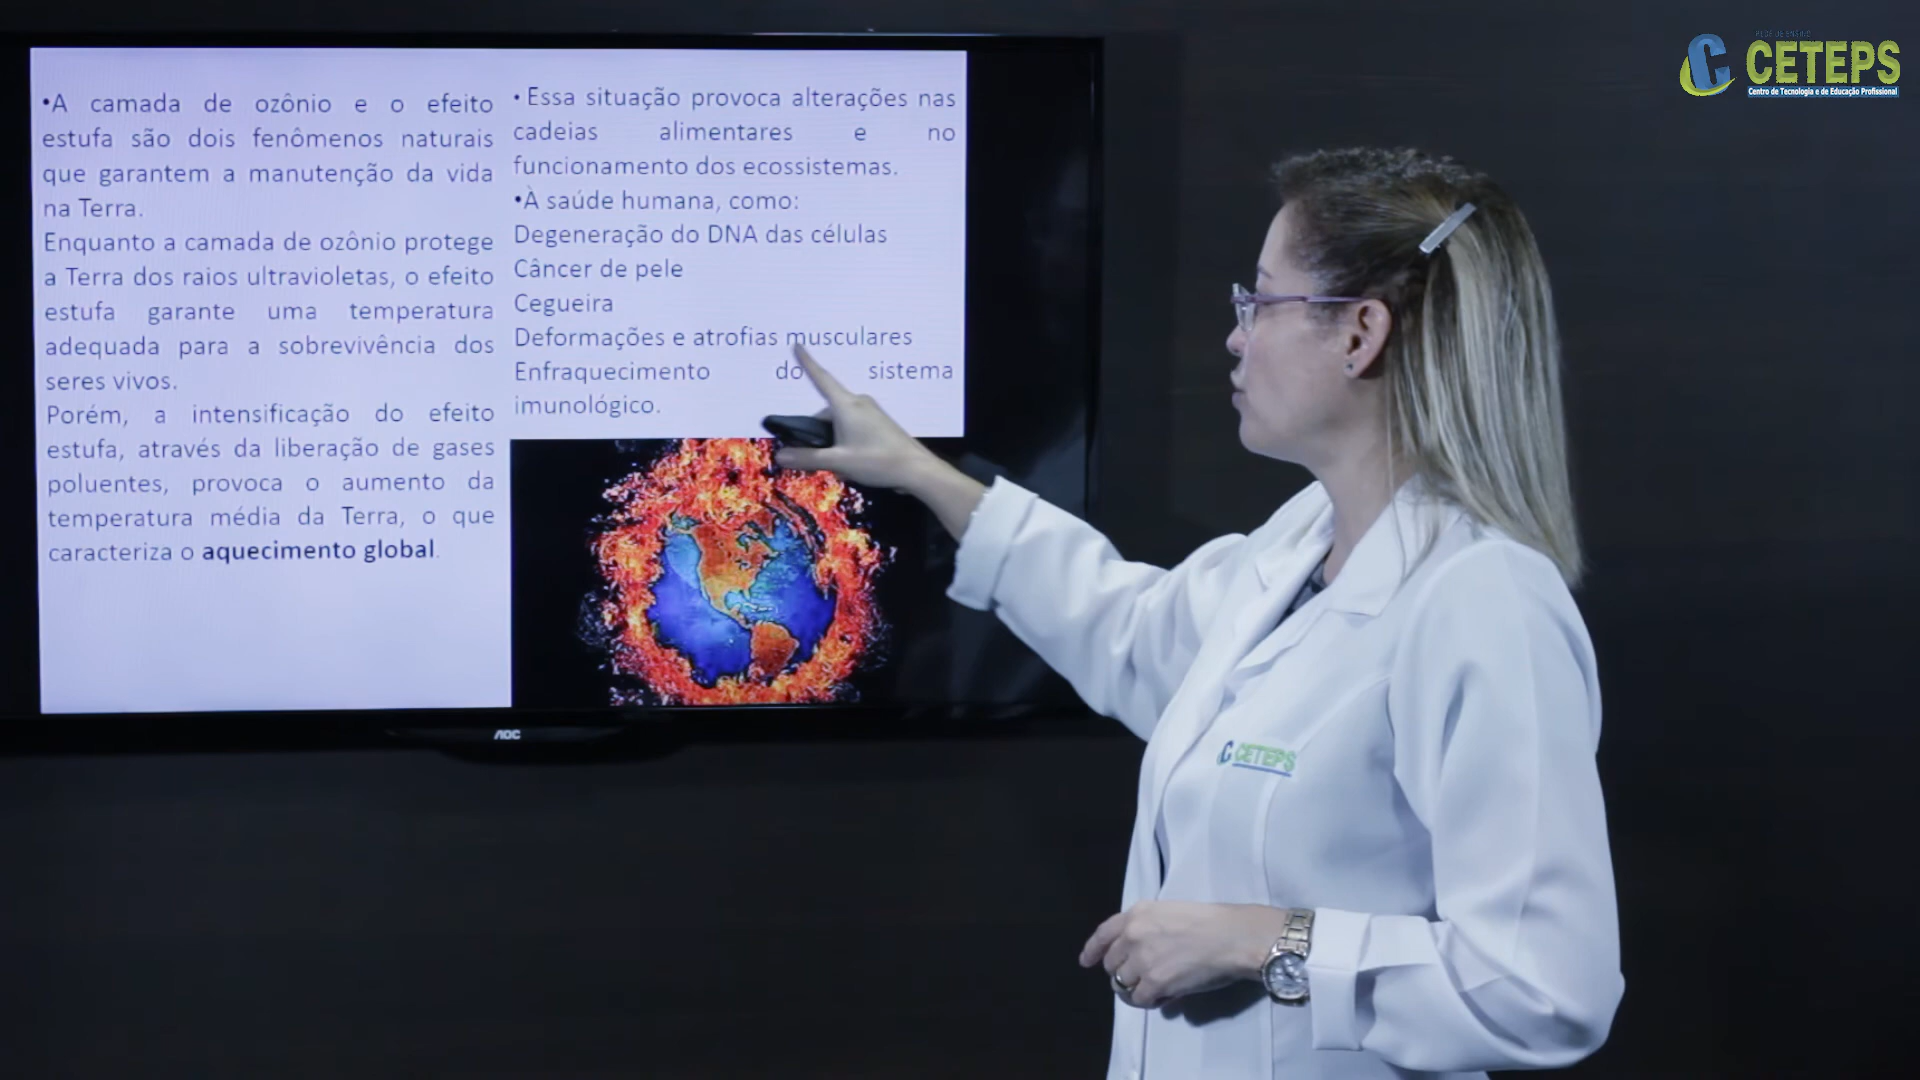 •A camada de ozônio e o efeito
estufa são dois fenômenos naturais
que garantem a manutenção da vida
na Terra.
Enquanto a camada de ozônio protege
a Terra dos raios ultravioletas, o efeito
estufa garante uma temperatura
adequada para a sobrevivência dos
seres vivos.
Porém, a intensificação do efeito
estufa, através da liberação de gases
poluentes, provoca o aumento da
temperatura média da Terra, o que
caracteriza o aquecimento global.
• Essa situação provoca alterações nas
cadeias alimentares e no
funcionamento dos ecossistemas.
•À saúde humana, como:
Degeneração do DNA das células
Câncer de pele
Cegueira
Deformações e atrofias musculares
Enfraquecimento do sistema
imunológico.
AOC
CETEPS
Centro de Tecnologia e de Educação Profissional
C CETEPS